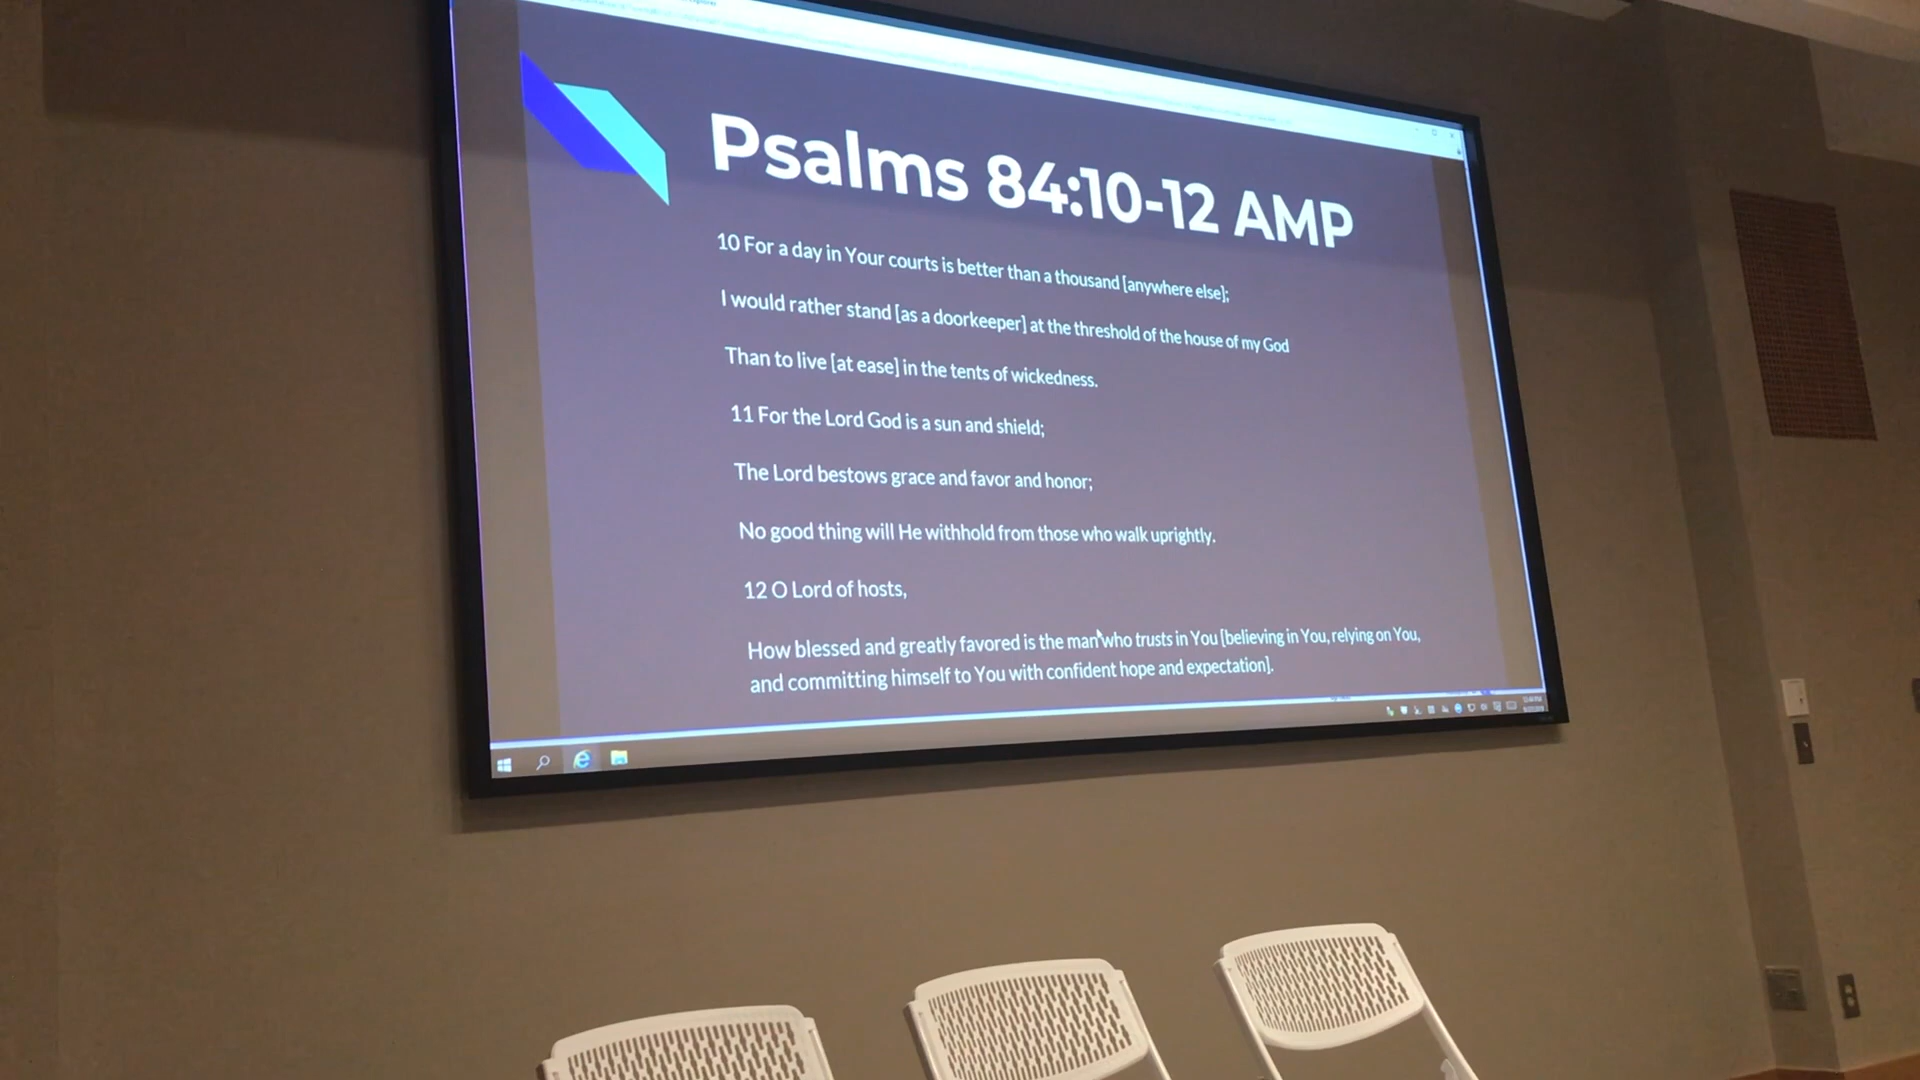 Psalms 84:10-12 AMP
10 For a day in Your courts is better than a thousand [anywhere else];
I would rather stand [as a doorkeeper] at the threshold of the house of my God
Than to live [at ease] in the tents of wickedness.
11 For the Lord God is a sun and shield;
The Lord bestows grace and favor and honor;
No good thing will He withhold from those who walk uprightly.
12 O Lord of hosts,
How blessed and greatly favored is the man who trusts in You [believing in You, relying on You,
and committing himself to You with confident hope and expectation].